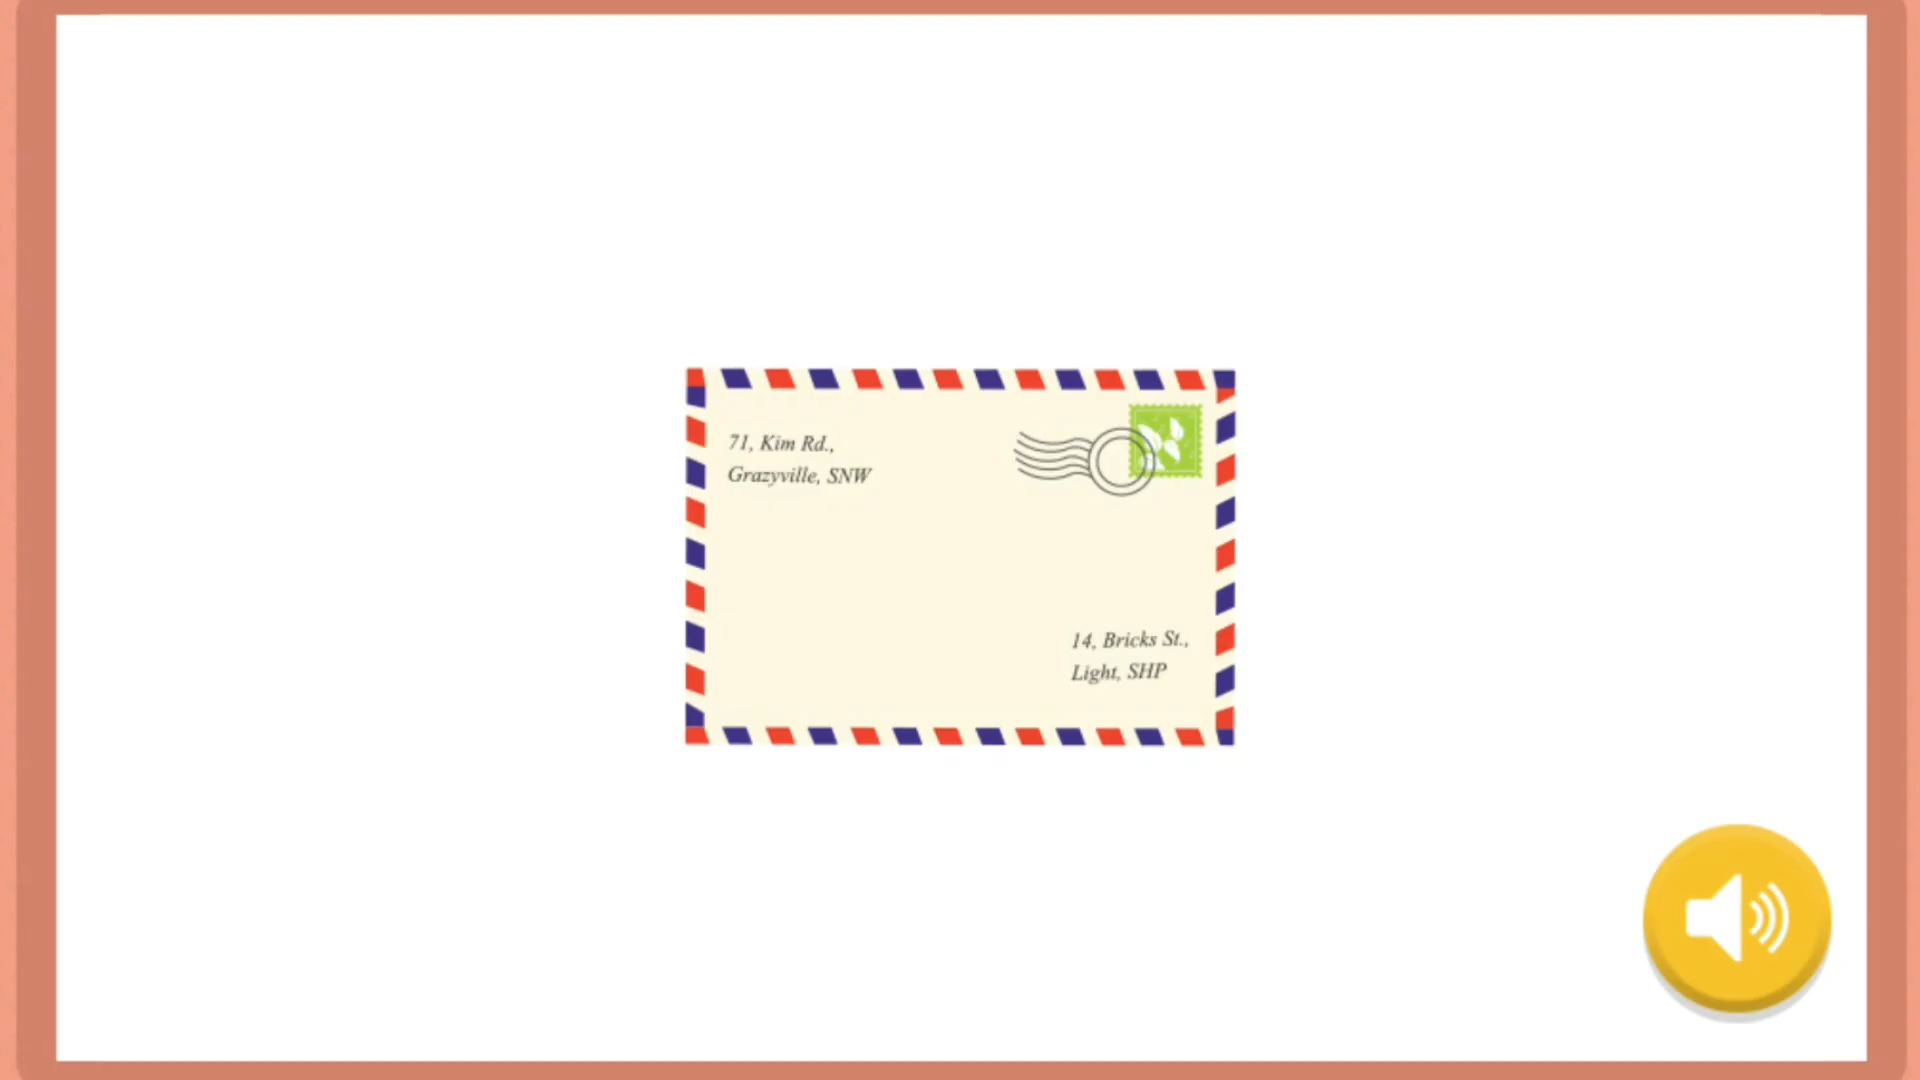 71, Kim Rd.,
Grazyville, SNW
14, Bricks St.,
Light, SHP